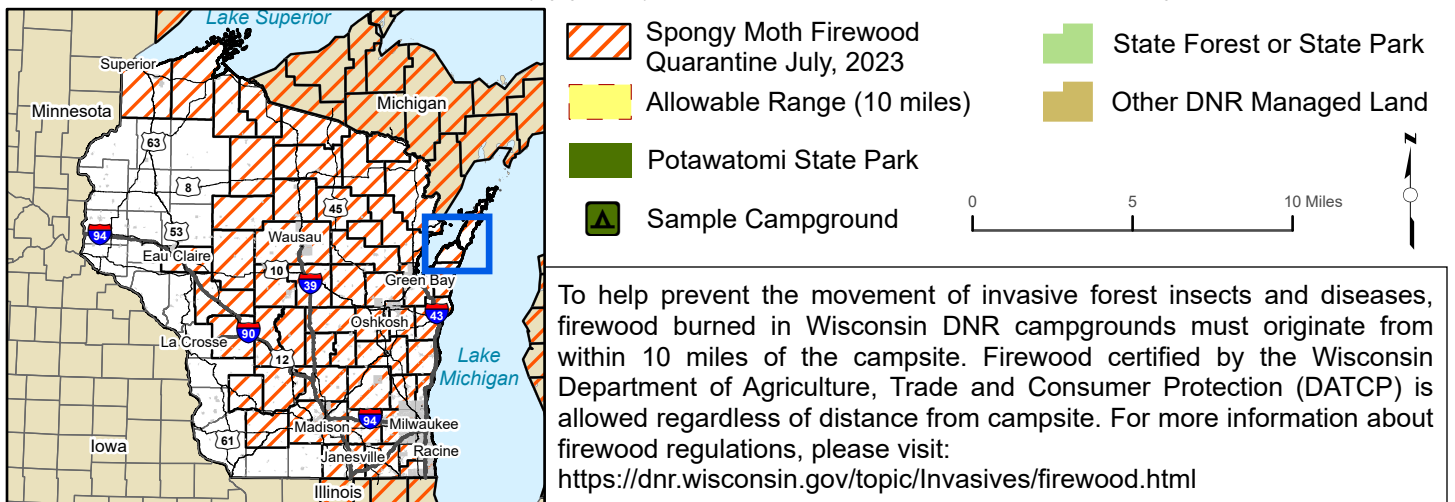 Lake Superior
Superior
Minnesota
Michigan
63
8
45
53
94
Wausau
Eau Claire
10
Green Bay
39
43
Oshkosh
90
La Crosse
12
Lake
Michigan
94
Madison
Milwaukee
61
Iowa
Janesville
Racine
Illinois
Spongy Moth Firewood
Quarantine July, 2023
Allowable Range (10 miles)
Potawatomi State Park
Sample Campground
State Forest or State Park
Other DNR Managed Land
0 5 10 Miles
N
To help prevent the movement of invasive forest insects and diseases,
firewood burned in Wisconsin DNR campgrounds must originate from
within 10 miles of the campsite. Firewood certified by the Wisconsin
Department of Agriculture, Trade and Consumer Protection (DATCP) is
allowed regardless of distance from campsite. For more information about
firewood regulations, please visit:
https://dnr.wisconsin.gov/topic/Invasives/firewood.html